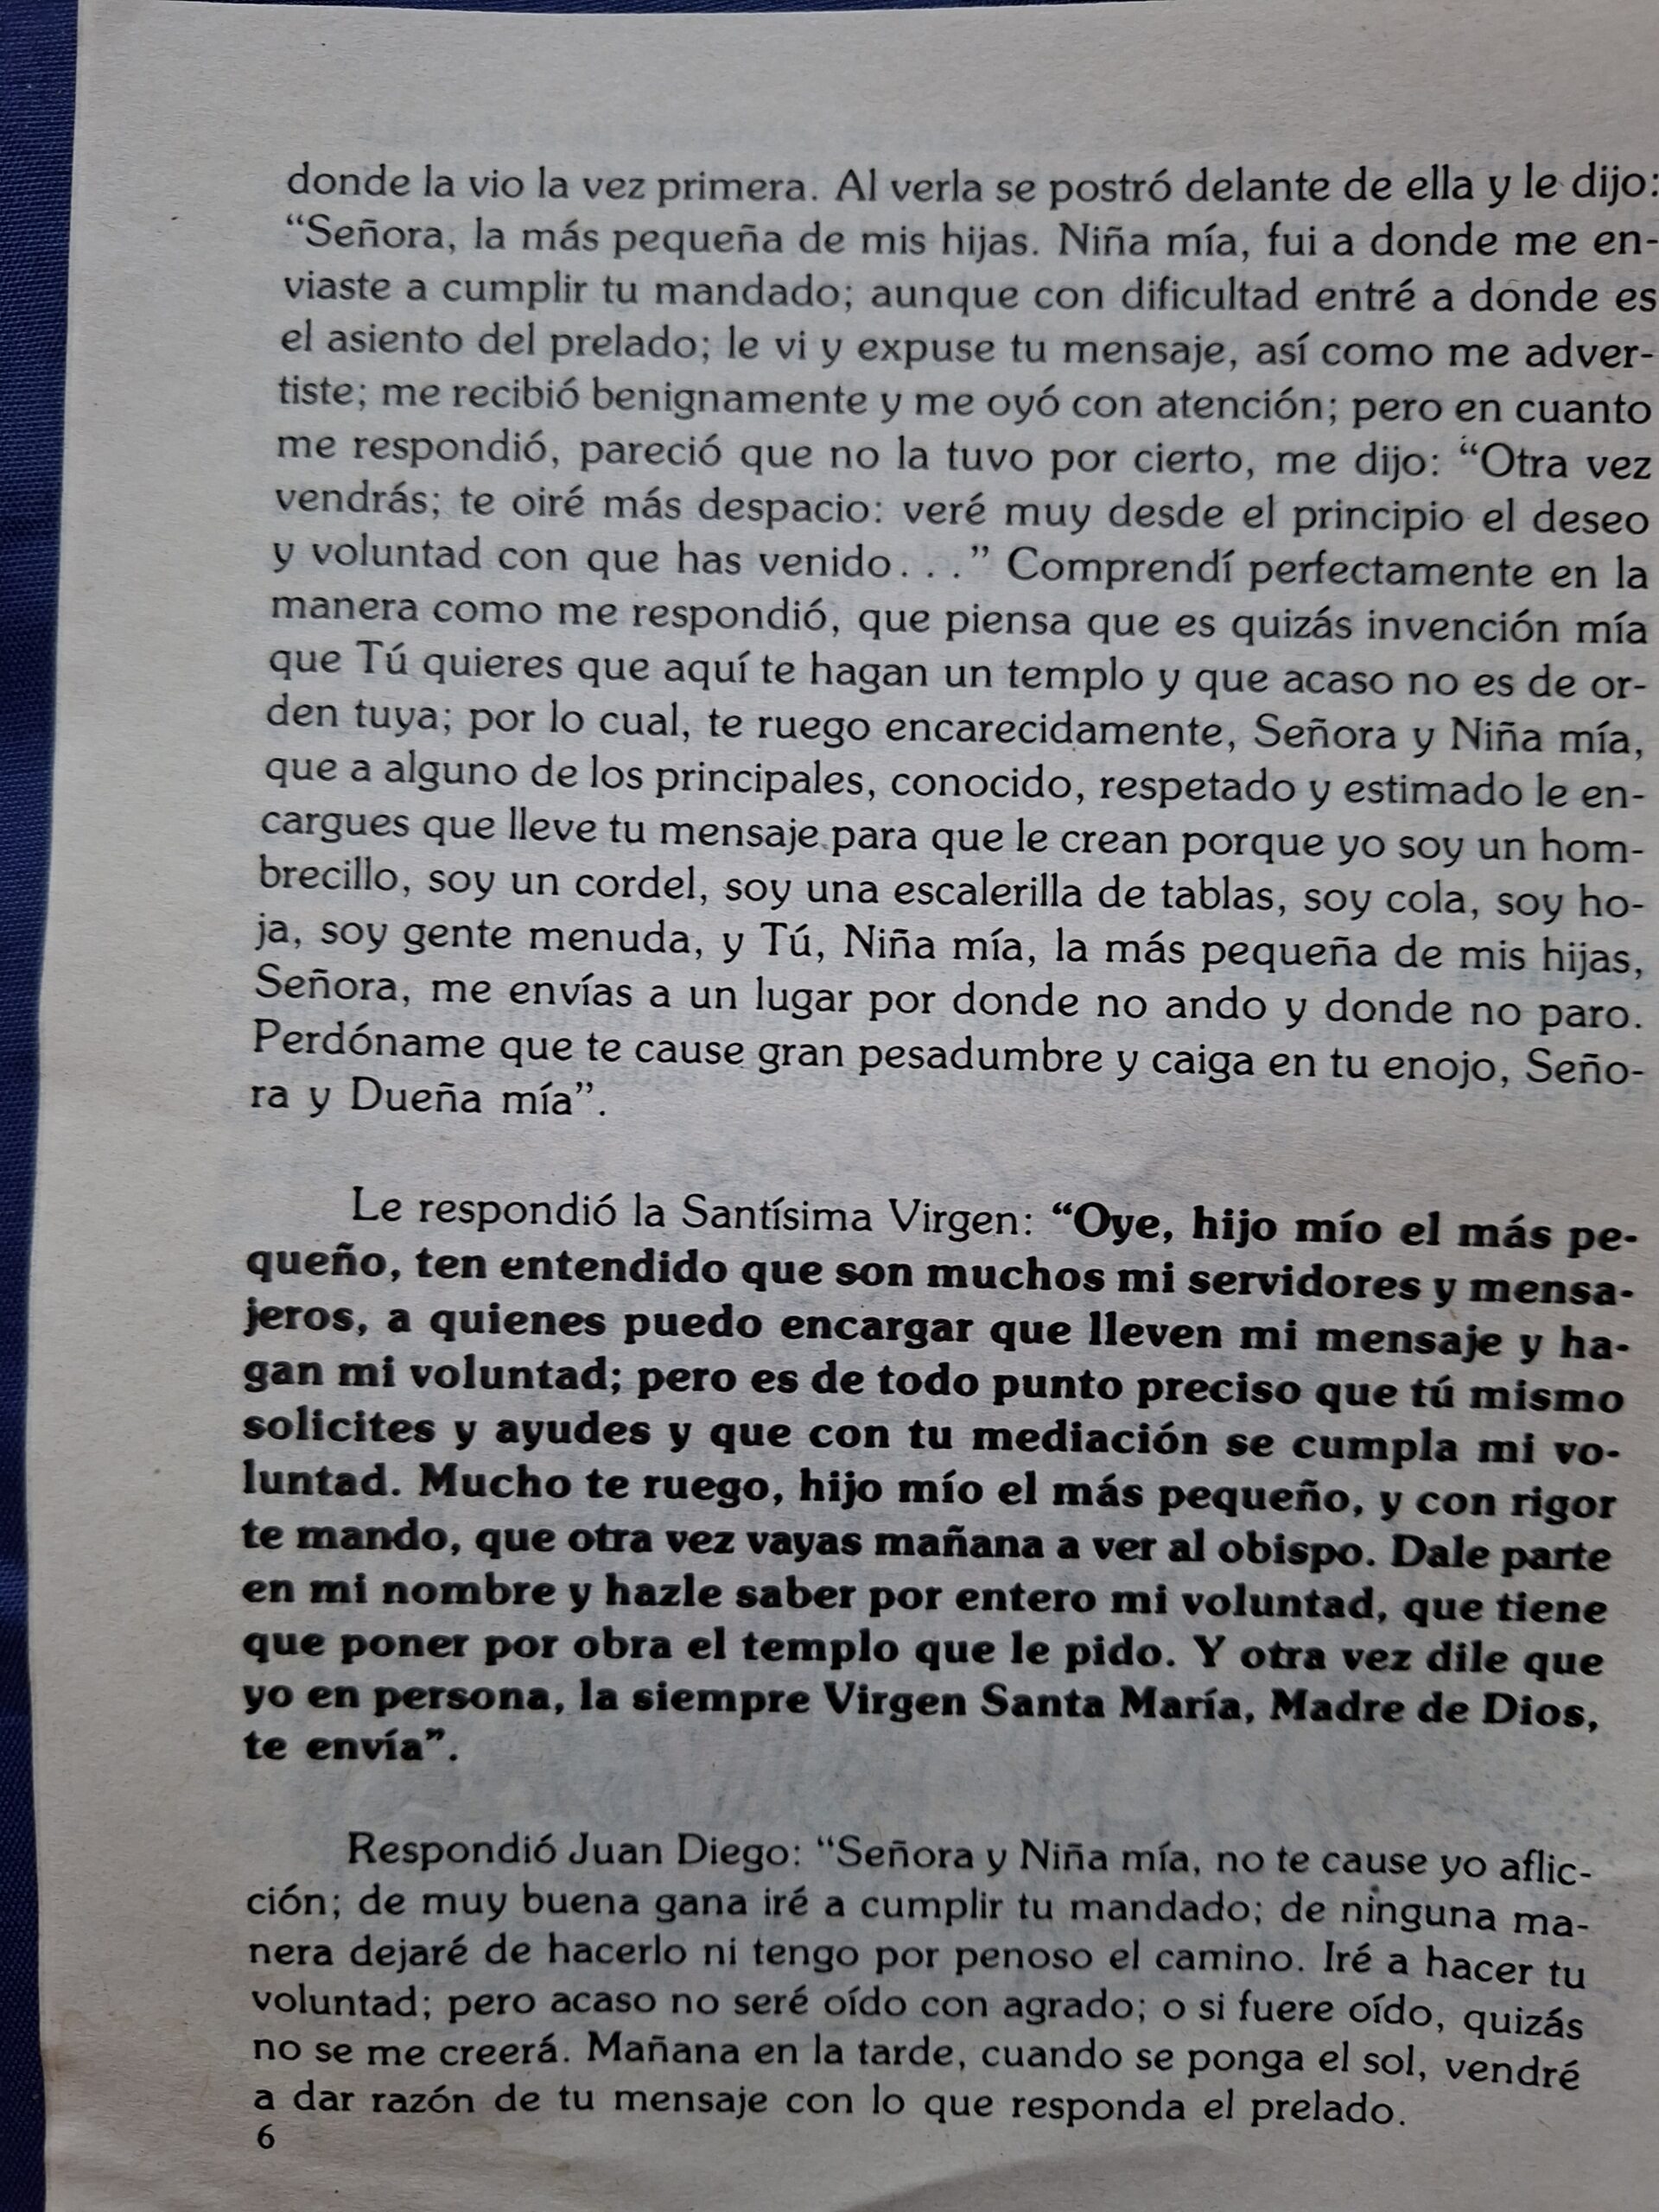 donde la vio la vez primera. Al verla se postró delante de ella y le dijo:
“Señora, la más pequeña de mis hijas. Niña mía, fui a donde me en-
viaste a cumplir tu mandado; aunque con dificultad entré a donde es
el asiento del prelado; le vi y expuse tu mensaje, así como me adver-
tiste; me recibió benignamente y me oyó con atención; pero en cuanto
me respondió, pareció que no la tuvo por cierto, me dijo: “Otra vez
vendrás; te oiré más despacio: veré muy desde el principio el deseo
y voluntad con que has venido. . .” Comprendí perfectamente en la
manera como me respondió, que piensa que es quizás invención mía
que Tú quieres que aquí te hagan un templo y que acaso no es de or-
den tuya; por lo cual, te ruego encarecidamente, Señora y Niña mía,
que a alguno de los principales, conocido, respetado y estimado le en-
cargues que lleve tu mensaje para que le crean porque yo soy un hom-
brecillo, soy un cordel, soy una escalerilla de tablas, soy cola, soy ho-
ja, soy gente menuda, y Tú, Niña mía, la más pequeña de mis hijas,
Señora, me envías a un lugar por donde no ando y donde no paro.
Perdóname que te cause gran pesadumbre y caiga en tu enojo, Seño-
ra y Dueña mía”.
Le respondió la Santísima Virgen: “Oye, hijo mío el más pe-
queño, ten entendido que son muchos mi servidores y mensa-
jeros, a quienes puedo encargar que lleven mi mensaje y ha-
gan mi voluntad; pero es de todo punto preciso que tú mismo
solicites y ayudes y que con tu mediación se cumpla mi vo-
luntad. Mucho te ruego, hijo mío el más pequeño, y con rigor
te mando, que otra vez vayas mañana a ver al obispo. Dale parte
en mi nombre y hazle saber por entero mi voluntad, que tiene
que poner por obra el templo que le pido. Y otra vez dile que
yo en persona, la siempre Virgen Santa María, Madre de Dios,
te envía”.
Respondió Juan Diego: “Señora y Niña mía, no te cause yo aflic-
ción; de muy buena gana iré a cumplir tu mandado; de ninguna ma-
nera dejaré de hacerlo ni tengo por penoso el camino. Iré a hacer tu
voluntad; pero acaso no seré oído con agrado; o si fuere oído, quizás
no se me creerá. Mañana en la tarde, cuando se ponga el sol, vendré
a dar razón de tu mensaje con lo que responda el prelado.
6